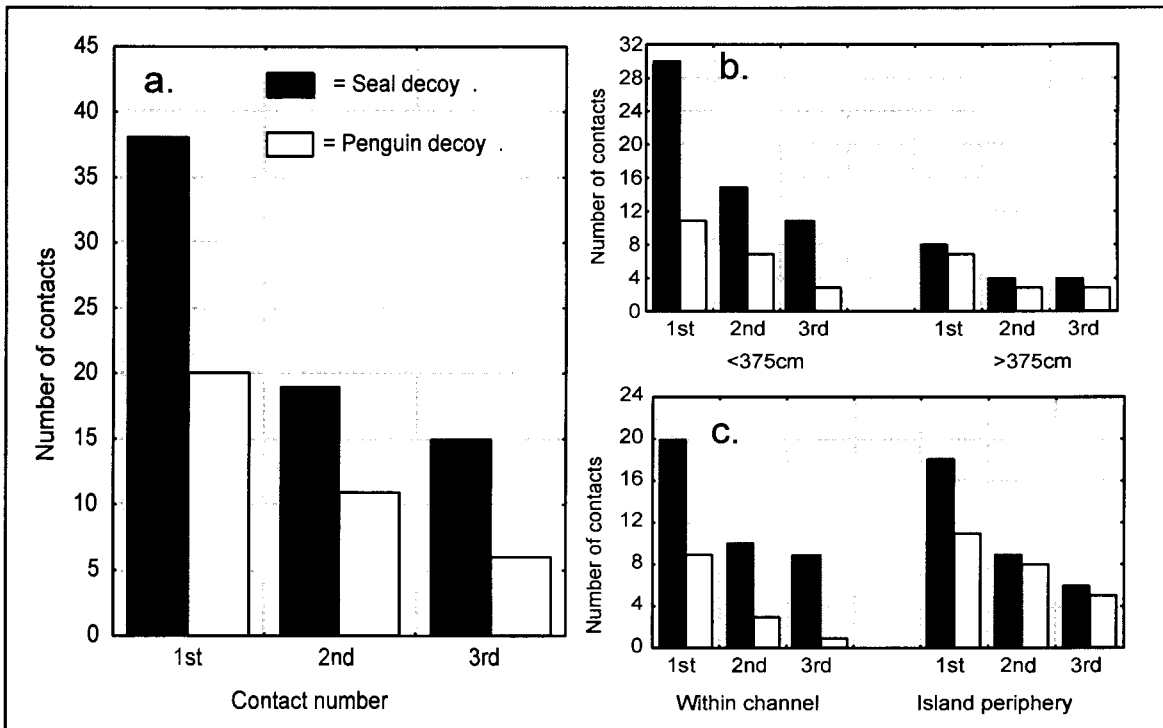 a.
= Seal decoy .
= Penguin decoy .
45
40
35
30
25
20
15
10
5
0
Number of contacts
1st 2nd 3rd
Contact number
b.
32
28
24
20
16
12
8
4
0
Number of contacts
1st 2nd 3rd 1st 2nd 3rd
<375cm >375cm
c.
24
20
16
12
8
4
0
Number of contacts
1st 2nd 3rd 1st 2nd 3rd
Within channel Island periphery